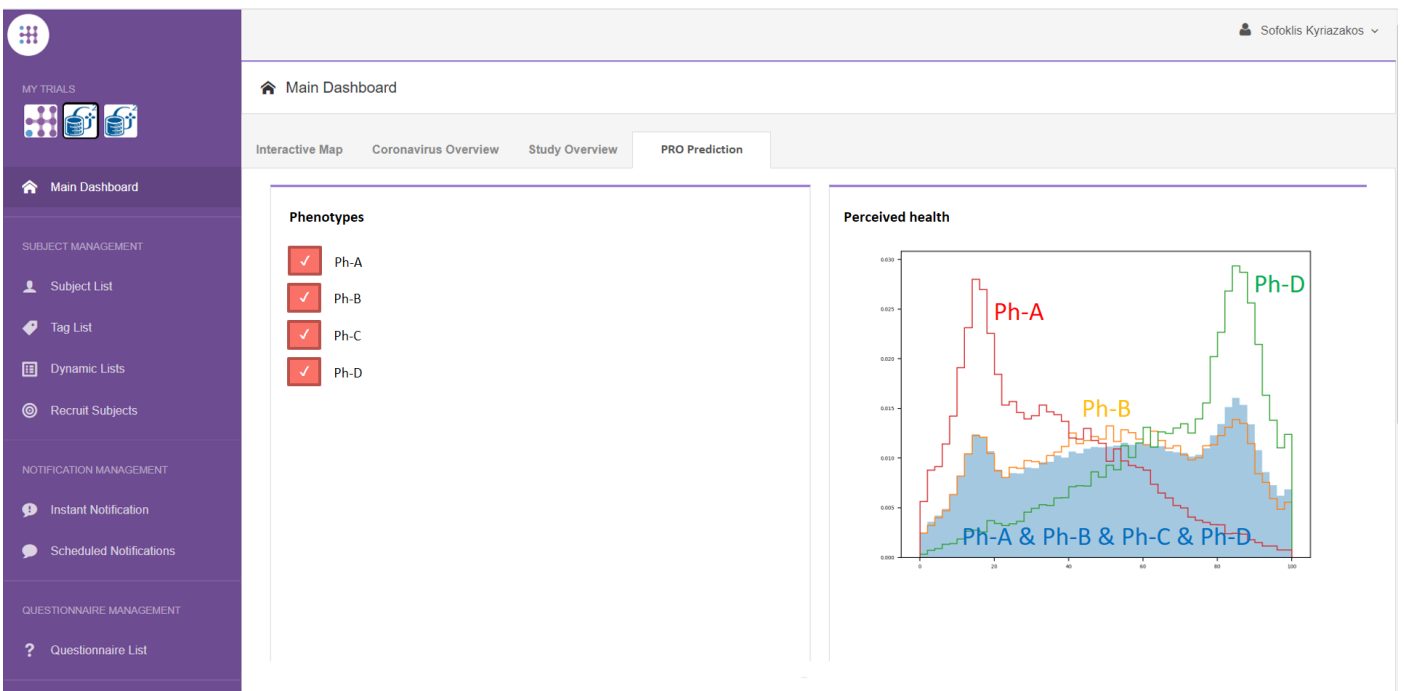 Sofoklis Kyriazakos
MY TRIALS
Main Dashboard
Interactive Map Coronavirus Overview Study Overview PRO Prediction
Main Dashboard
SUBJECT MANAGEMENT
Subject List
Tag List
Dynamic Lists
Recruit Subjects
NOTIFICATION MANAGEMENT
Instant Notification
Scheduled Notifications
QUESTIONNAIRE MANAGEMENT
? Questionnaire List
Phenotypes
Ph-A
Ph-B
Ph-C
Ph-D
Perceived health
0.030
0.025
0.020
0.015
0.010
0.005
0.000
Ph-A
Ph-D
Ph-B
Ph-A & Ph-B & Ph-C & Ph-D
0 20 40 60 80 100